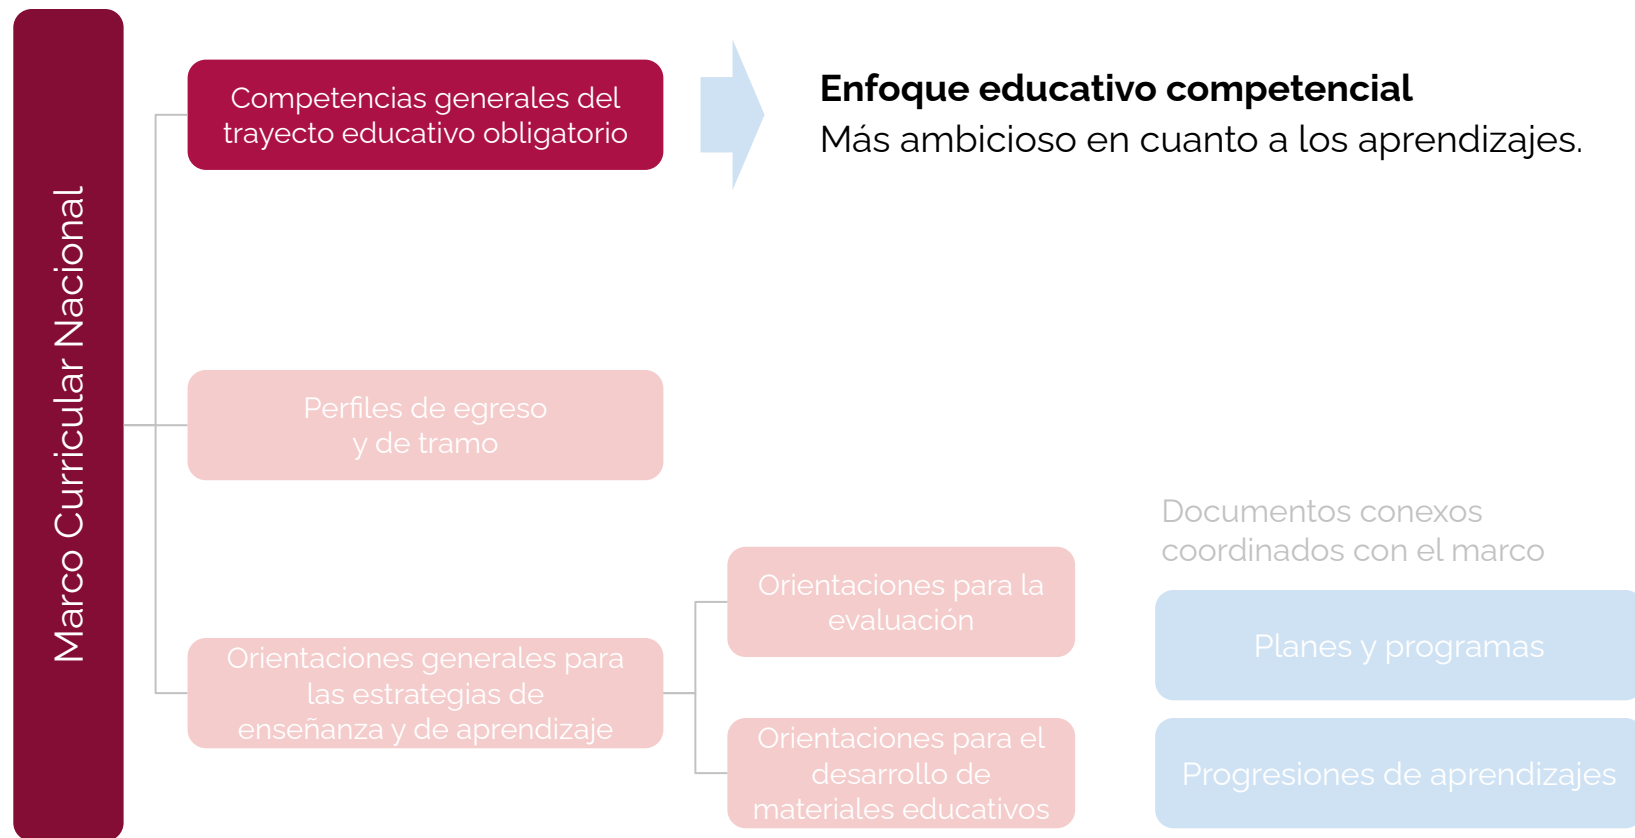 Marco Curricular Nacional
Competencias generales del
trayecto educativo obligatorio
Enfoque educativo competencial
Más ambicioso en cuanto a los aprendizajes.
Perfiles de egreso
y de tramo
Orientaciones generales para
las estrategias de
enseñanza y de aprendizaje
Orientaciones para la
evaluación
Orientaciones para el
desarrollo de
materiales educativos
Documentos conexos
coordinados con el marco
Planes y programas
Progresiones de aprendizajes